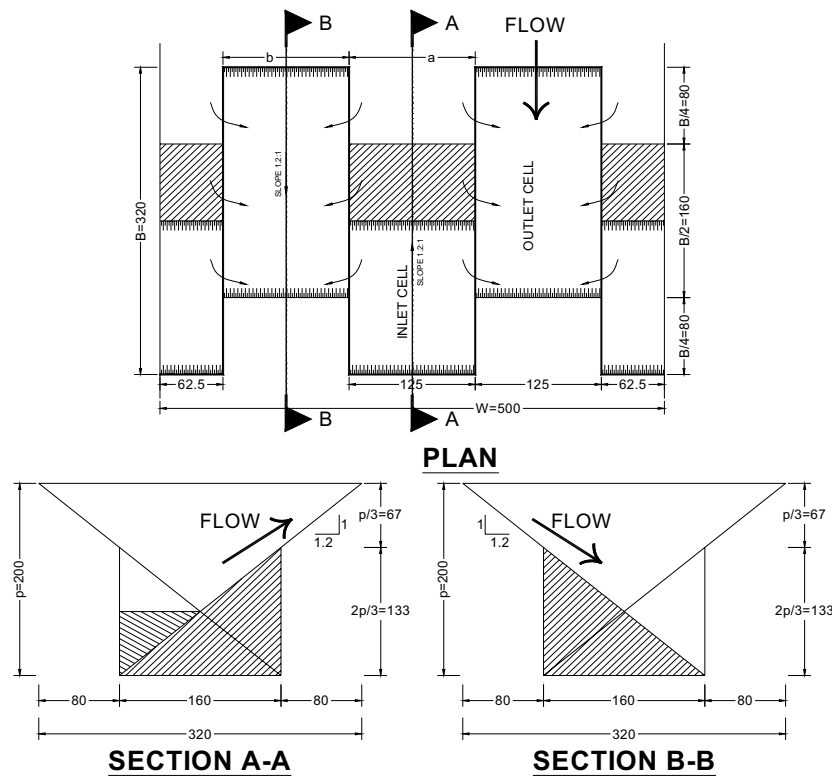 B
A
FLOW
b
a
B/4=80
SLOPE 1.2:1
B=320
OUTLET CELL
B/2=160
SLOPE 1.2:1
INLET CELL
B/4=80
62.5
125
125
62.5
W=500
B
A
PLAN
p=200
FLOW
1
1.2
p/3=67
2p/3=133
80
160
80
320
SECTION A-A
p=200
1
1.2
FLOW
p/3=67
2p/3=133
80
160
80
320
SECTION B-B